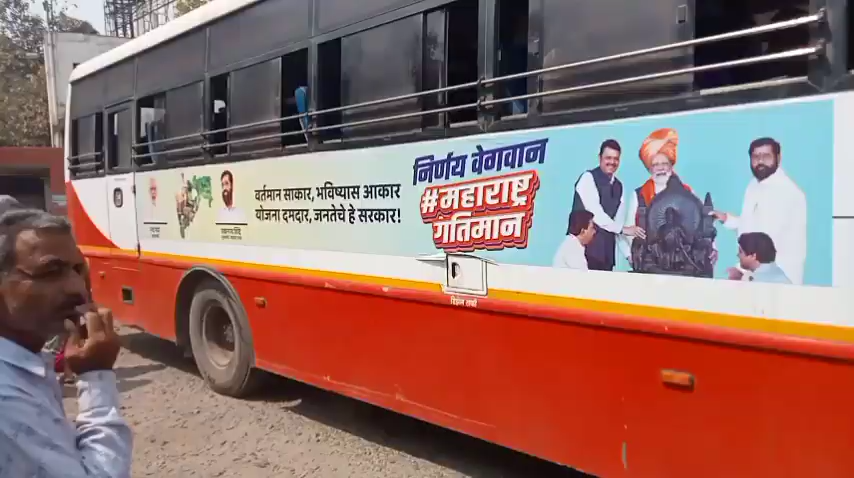 वर्तमान साकार, भविष्यास आकार
योजना दमदार, जनतेचे हे सरकार!
निर्णय वेगवान
#महाराष्ट्र
गतिमान